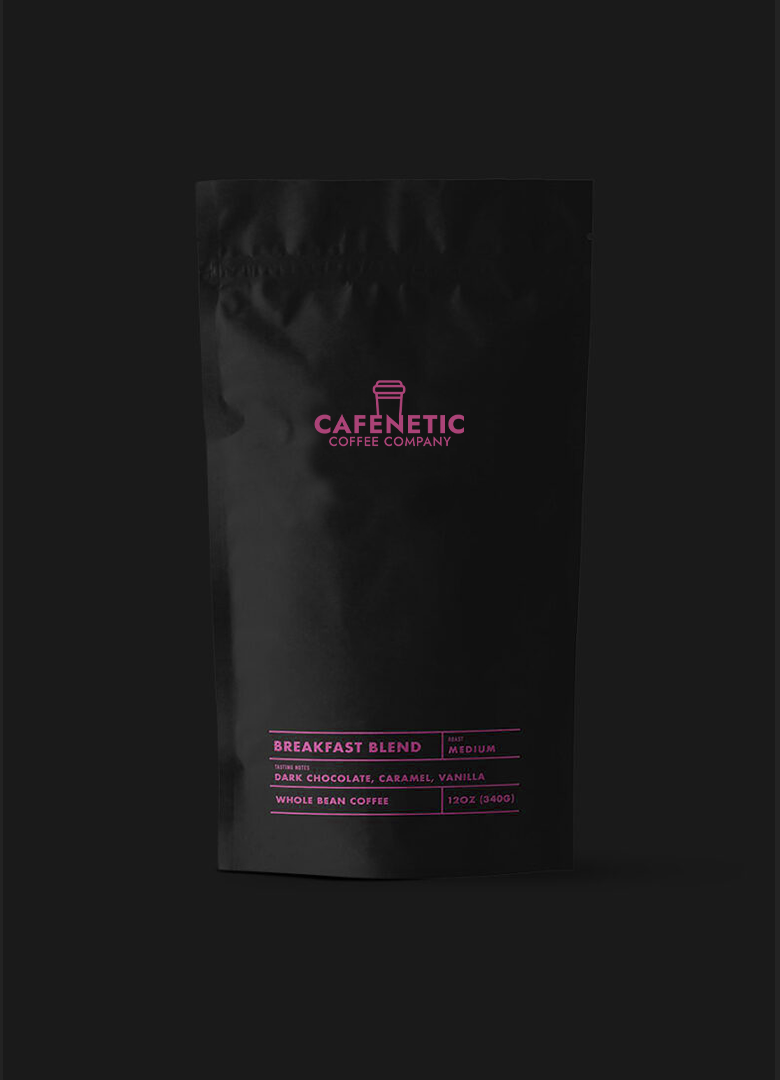 CAFENETIC
COFFEE COMPANY
BREAKFAST BLEND
ROAST
MEDIUM
TASTING NOTES
DARK CHOCOLATE, CARAMEL, VANILLA
WHOLE BEAN COFFEE
12OZ (340G)